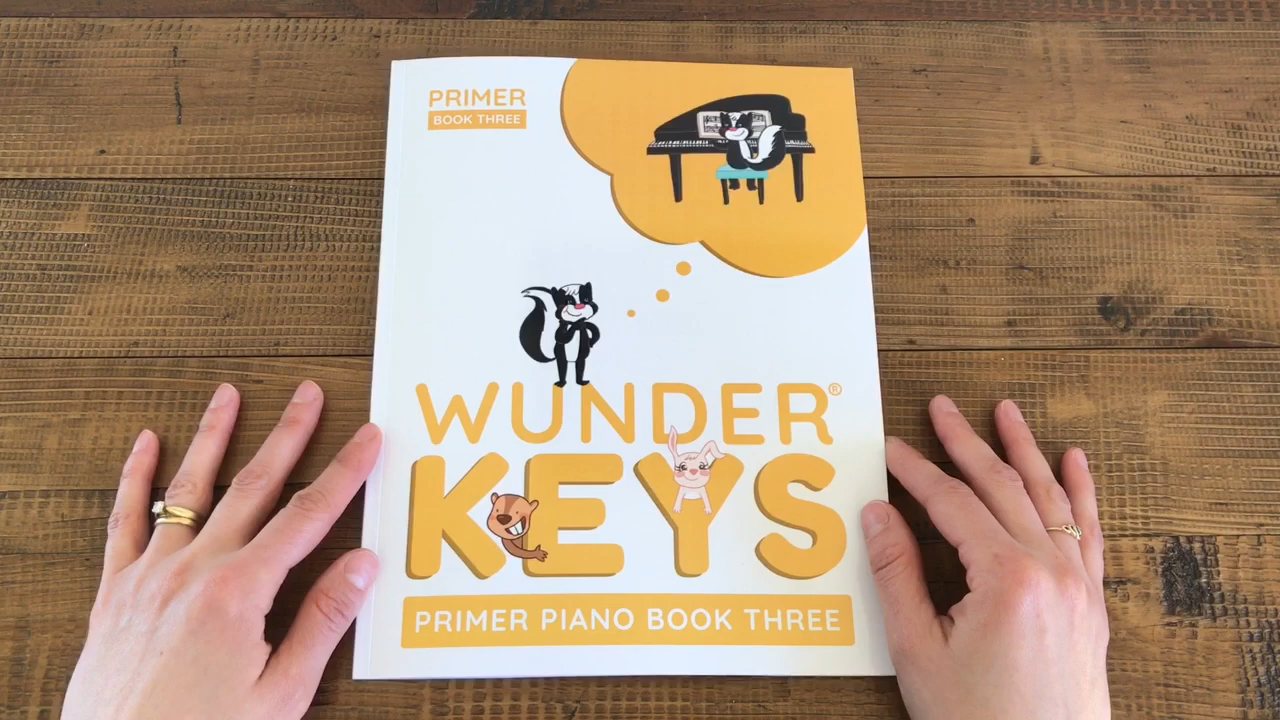 PRIMER
BOOK THREE
WUNDER®
KEYS
PRIMER PIANO BOOK THREE